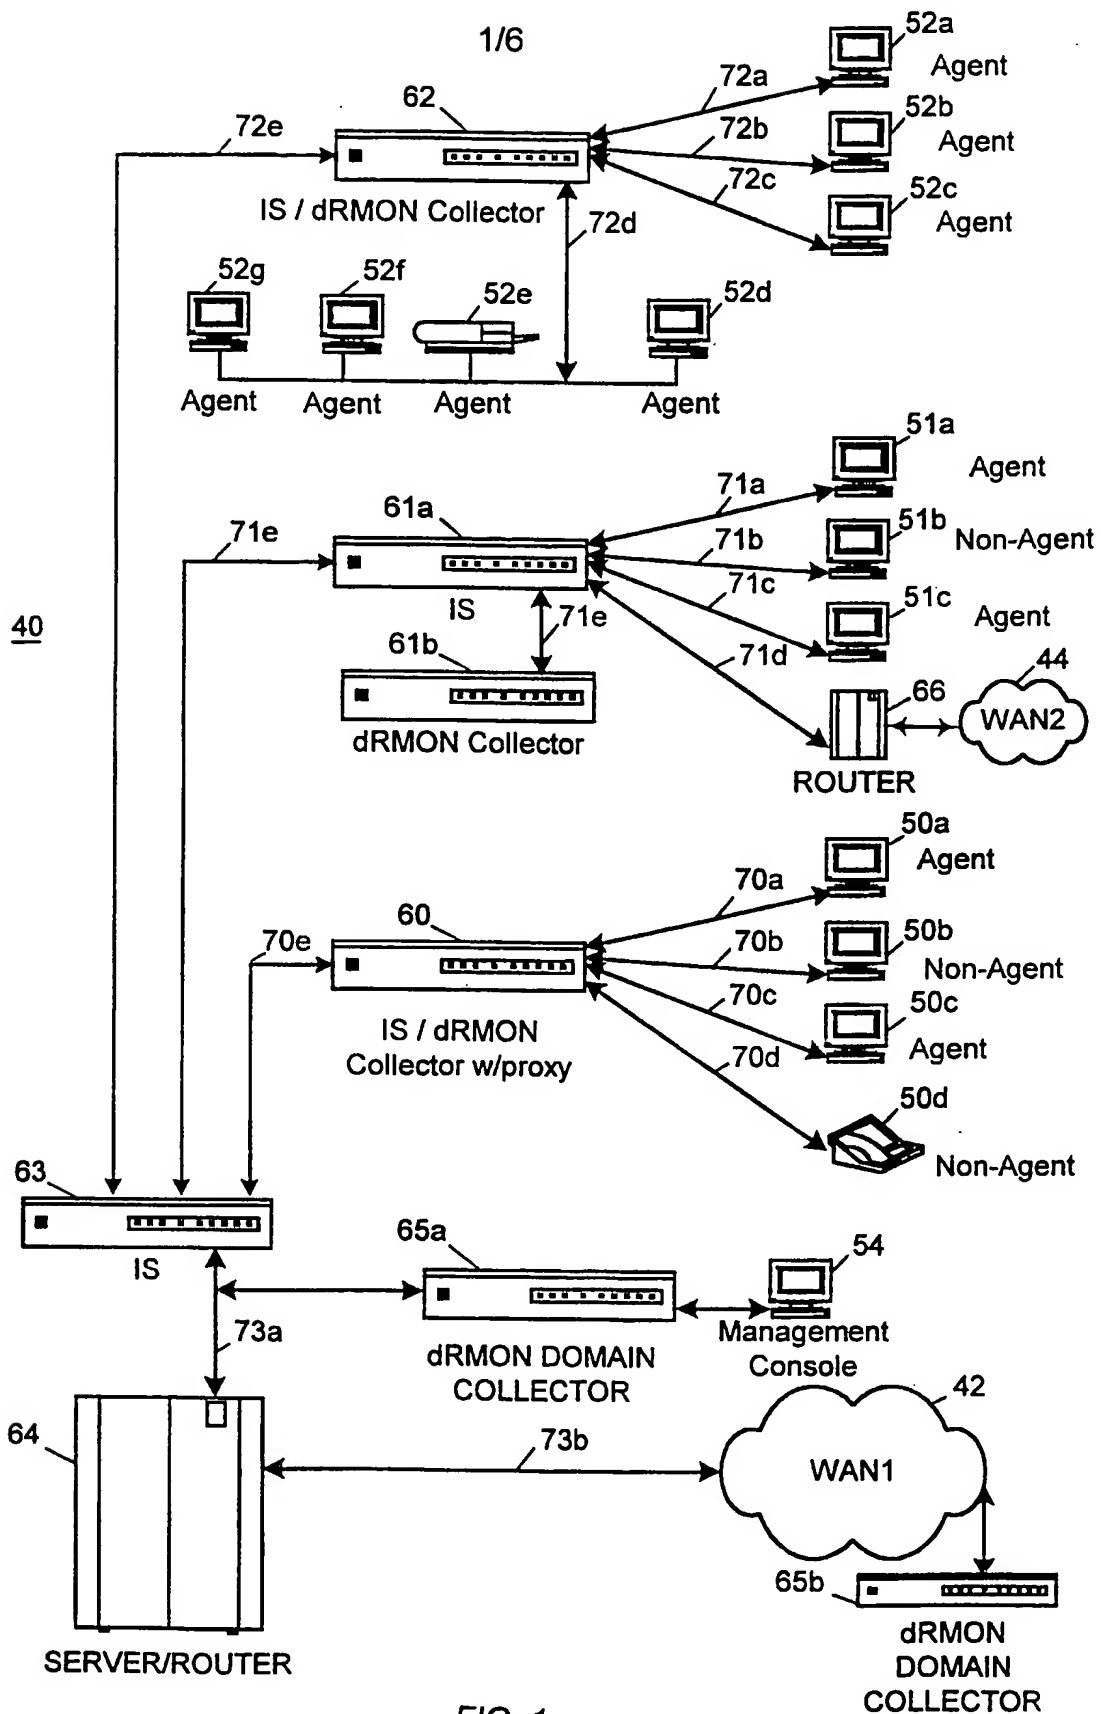 1/6
52a
Agent
72a
62
52b
Agent
72b
72e
72c
52c
Agent
IS / dRMON Collector
72d
52g
52f
52e
52d
Agent
Agent
Agent
Agent
51a
Agent
71a
61a
51b
Non-Agent
71e
71b
71c
51c
Agent
IS
71e
40
61b
71d
44
66
WAN2
dRMON Collector
ROUTER
50a
Agent
70a
60
50b
Non-Agent
70e
70b
70c
50c
Agent
IS / dRMON
Collector w/proxy
70d
50d
Non-Agent
63
IS
65a
54
73a
Management
Console
dRMON DOMAIN
COLLECTOR
42
64
73b
WAN1
65b
SERVER/ROUTER
dRMON
DOMAIN
COLLECTOR
FIG. 1